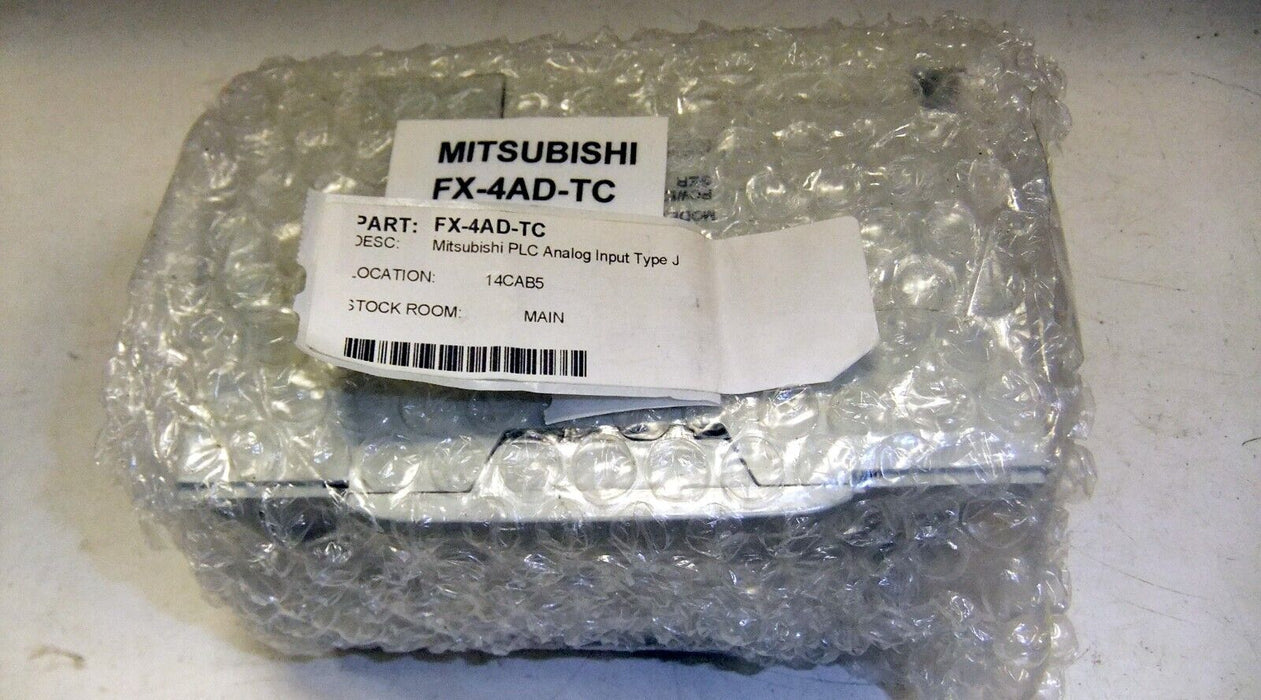 MITSUBISHI
FX-4AD-TC
PART: FX-4AD-TC
DESC: Mitsubishi PLC Analog Input Type J
LOCATION: 14CAB5
STOCK ROOM: MAIN